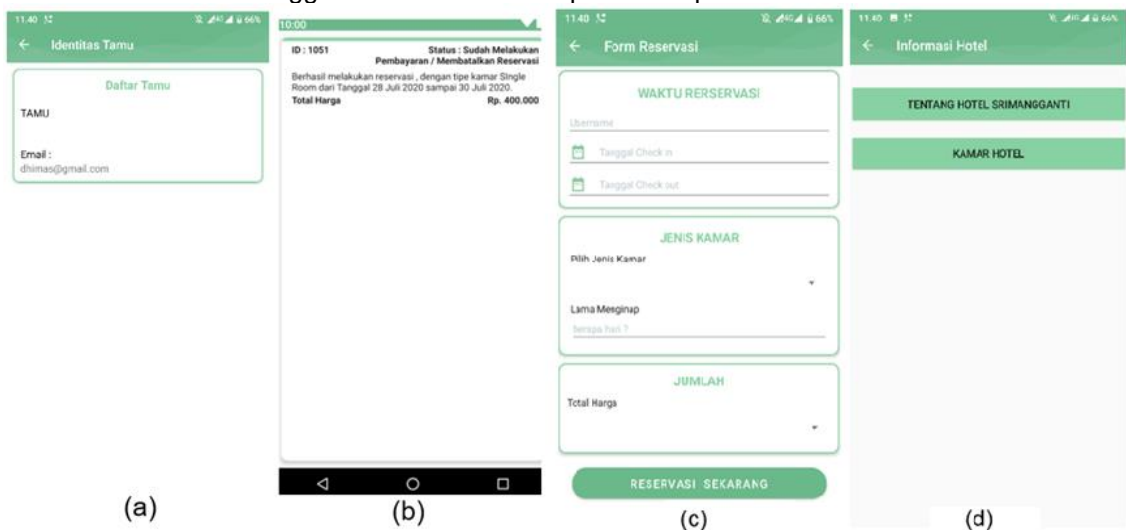 11.40
66%
Identitas Tamu
Daftar Tamu
TAMU
Email :
dhimas@gmail.com
(a)
10:00
ID : 1051 Status : Sudah Melakukan
Pembayaran / Membatalkan Reservasi
Berhasil melakukan reservasi , dengan tipe kamar SIngle
Room dari Tanggal 28 Juli 2020 sampai 30 Juli 2020.
Total Harga Rp. 400.000
(b)
11.40
66%
Form Reservasi
WAKTU RERSERVASI
Username
Tanggal Check in
Tanggal Check out
JENIS KAMAR
Pilih Jenis Kamar
Lama Menginap
Berapa hari ?
JUMLAH
Total Harga
RESERVASI SEKARANG
(c)
11.40
64%
Informasi Hotel
TENTANG HOTEL SRIMANGGANTI
KAMAR HOTEL
(d)